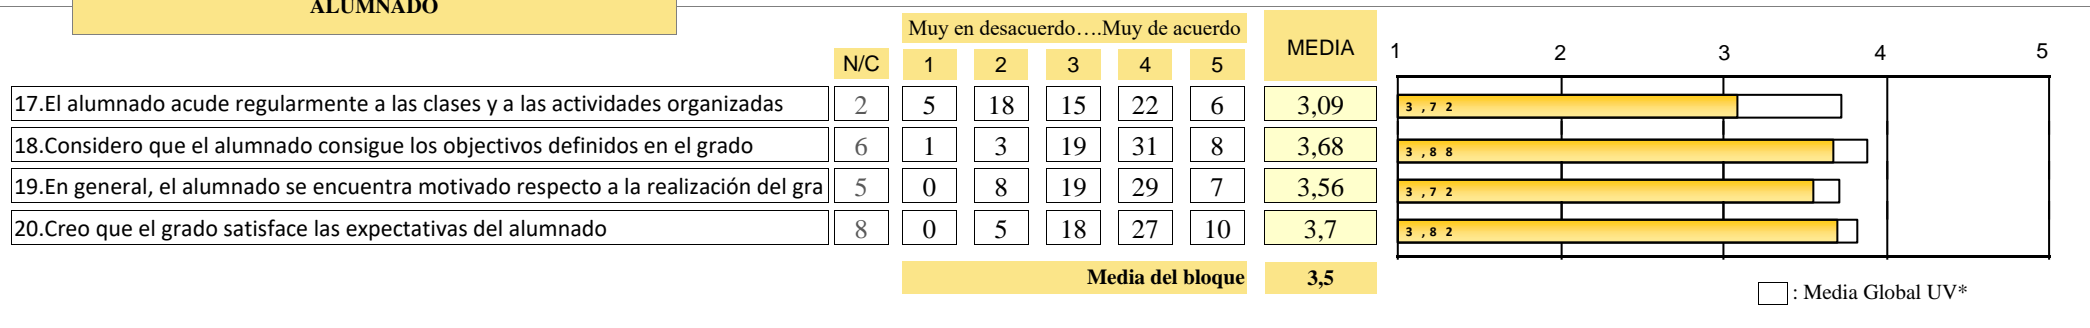 ALUMNADO
Muy en desacuerdo….Muy de acuerdo
MEDIA
1 2 3 4 5
N/C 1 2 3 4 5
17.El alumnado acude regularmente a las clases y a las actividades organizadas 2 5 18 15 22 6 3,09 3,72
18.Considero que el alumnado consigue los objectivos definidos en el grado 6 1 3 19 31 8 3,68 3,88
19.En general, el alumnado se encuentra motivado respecto a la realización del gra 5 0 8 19 29 7 3,56 3,72
20.Creo que el grado satisface las expectativas del alumnado 8 0 5 18 27 10 3,7 3,82
Media del bloque 3,5
: Media Global UV*